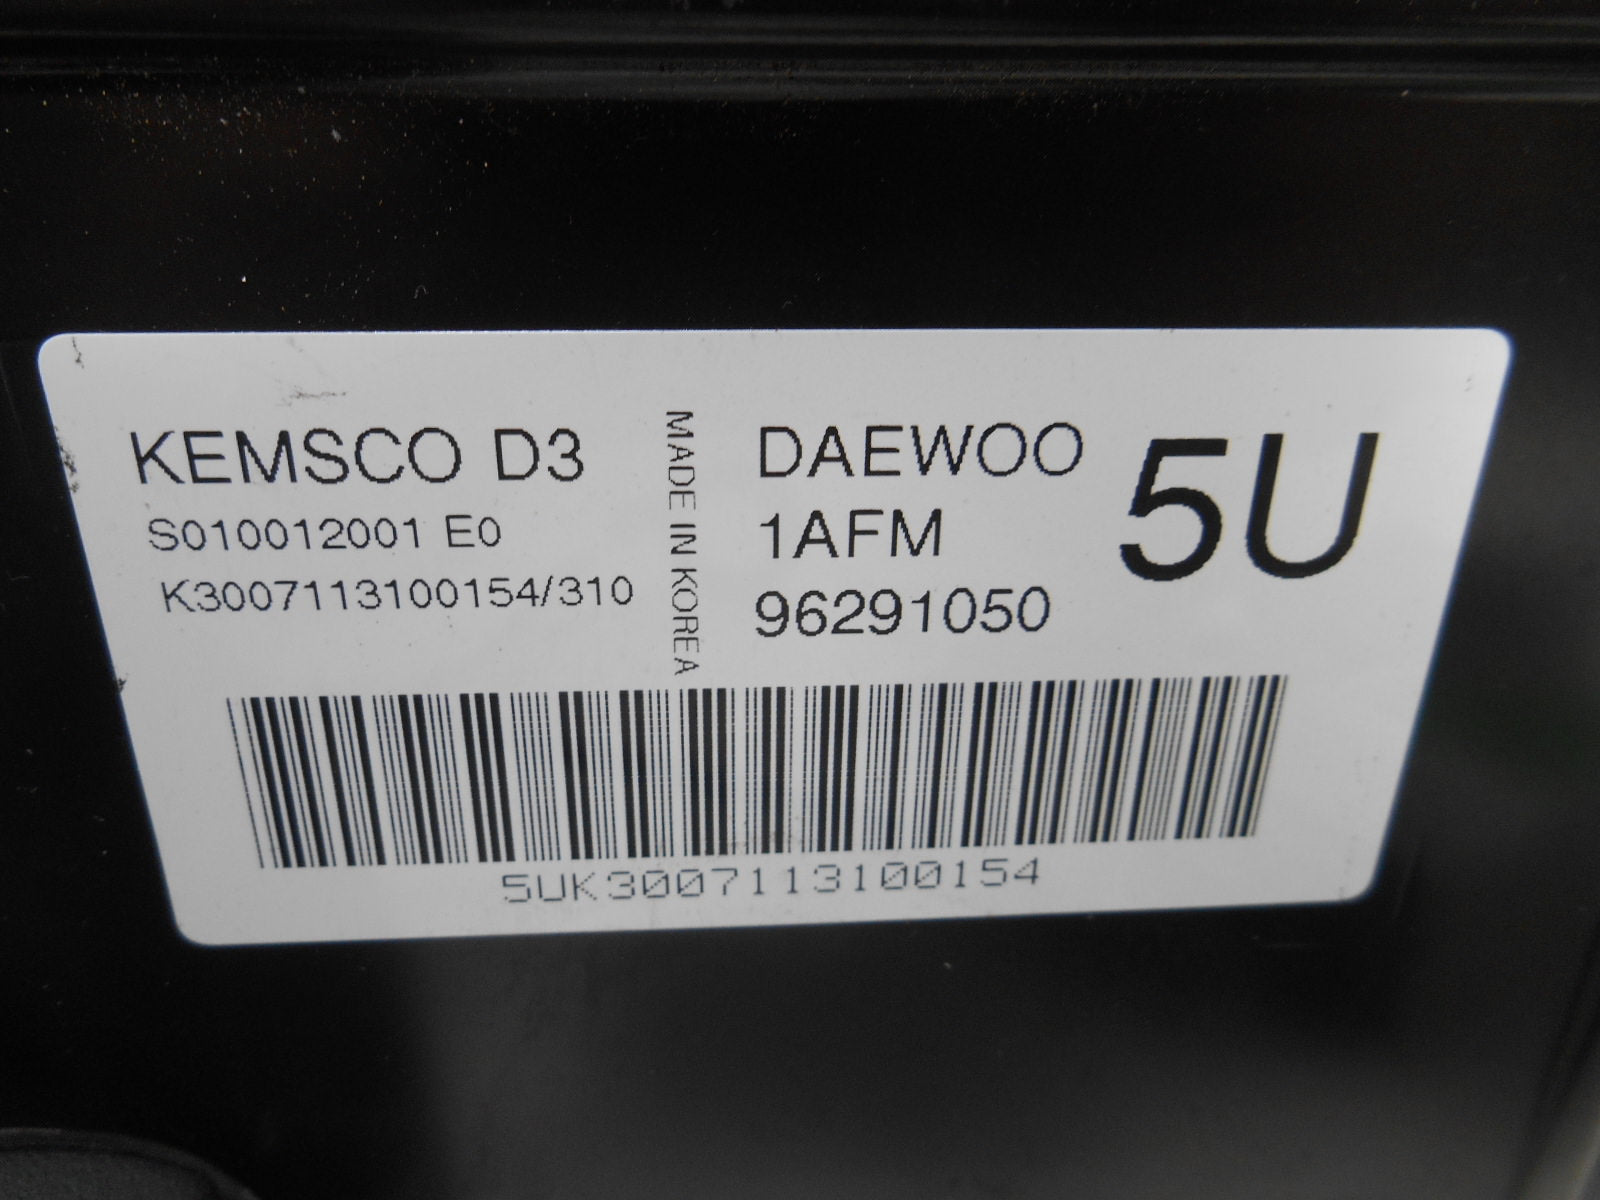 KEMSCO D3
S010012001 E0
K3007113100154/310
MADE IN KOREA
DAEWOO
1AFM
96291050
5U
5UK3007113100154